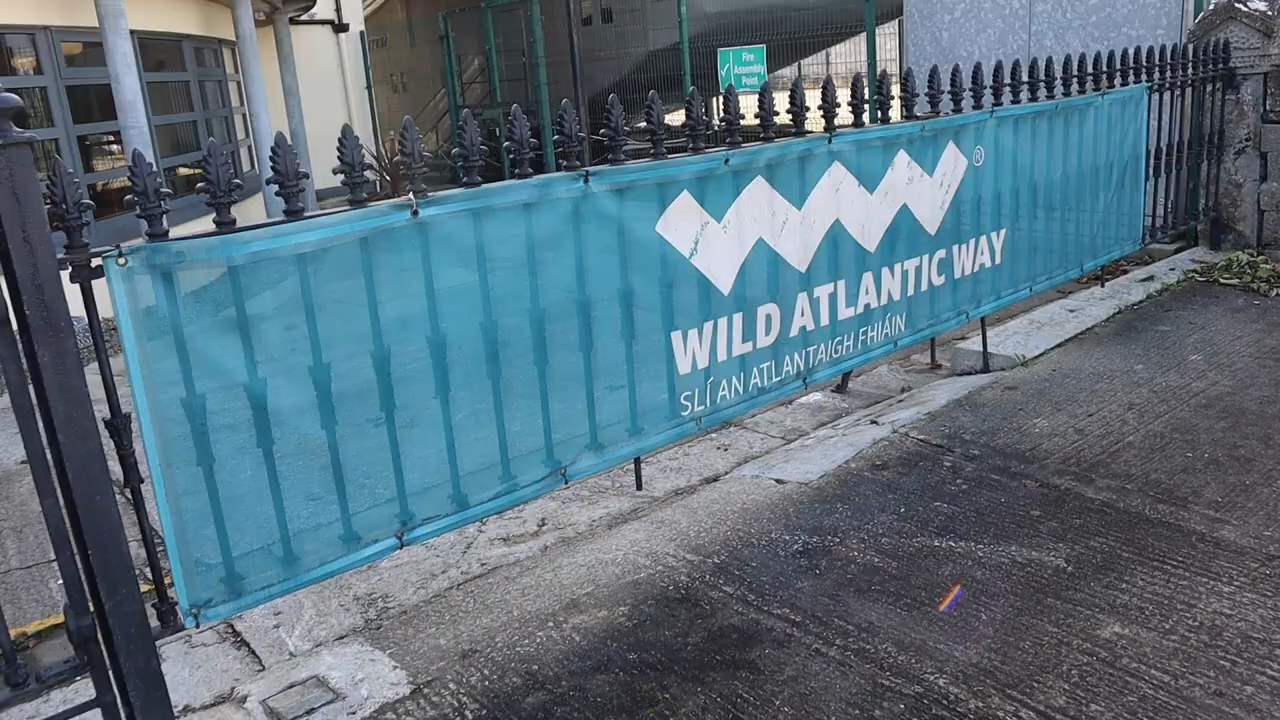 Fire
Assembly
Point
®
WILD ATLANTIC WAY
SLÍ AN ATLANTAIGH FHIÁIN